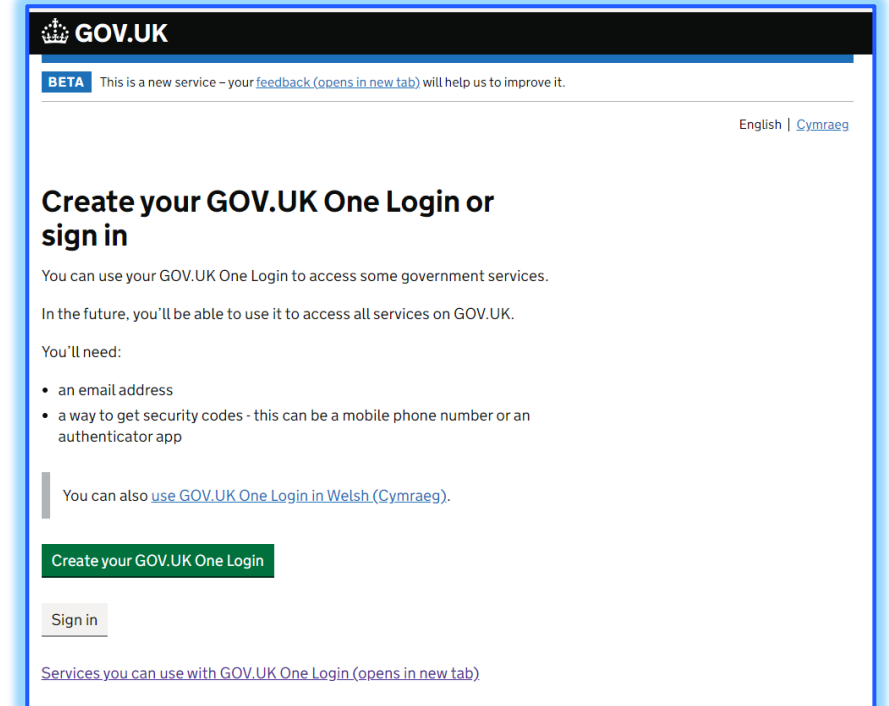 GOV.UK
BETA This is a new service – your feedback (opens in new tab) will help us to improve it.
English | Cymraeg
Create your GOV.UK One Login or
sign in
You can use your GOV.UK One Login to access some government services.
In the future, you’ll be able to use it to access all services on GOV.UK.
You’ll need:
• an email address
• a way to get security codes - this can be a mobile phone number or an
authenticator app
You can also use GOV.UK One Login in Welsh (Cymraeg).
Create your GOV.UK One Login
Sign in
Services you can use with GOV.UK One Login (opens in new tab)